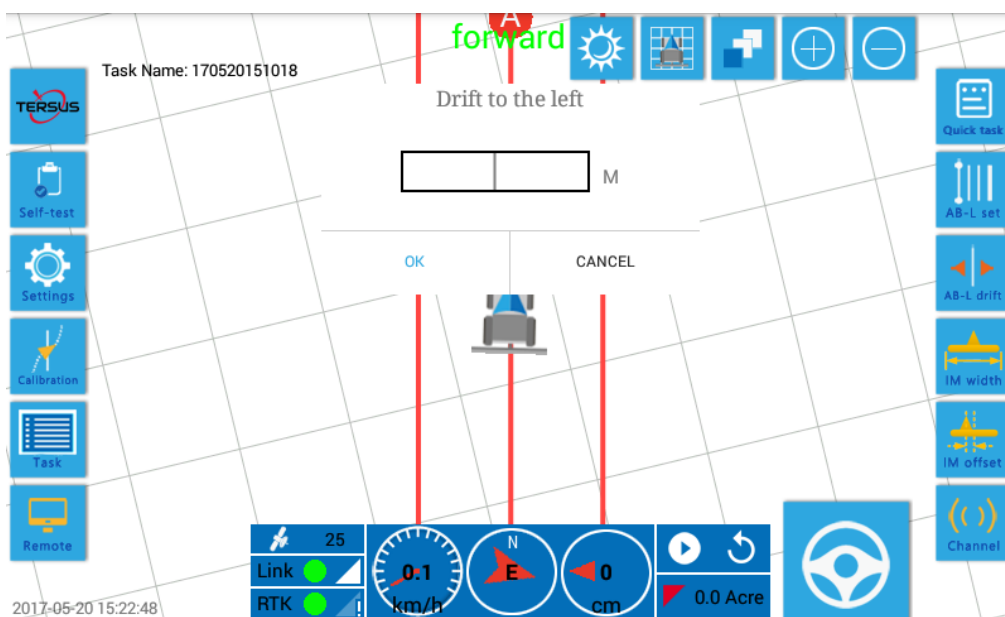 A
forward
Task Name: 170520151018
TERSUS
Drift to the left
M
OK
CANCEL
Self-test
Settings
Calibration
Task
Remote
Quick task
AB-L set
AB-L drift
IM width
IM offset
Channel
25
Link
RTK
0.1
km/h
N
E
0
cm
0.0 Acre
2017-05-20 15:22:48